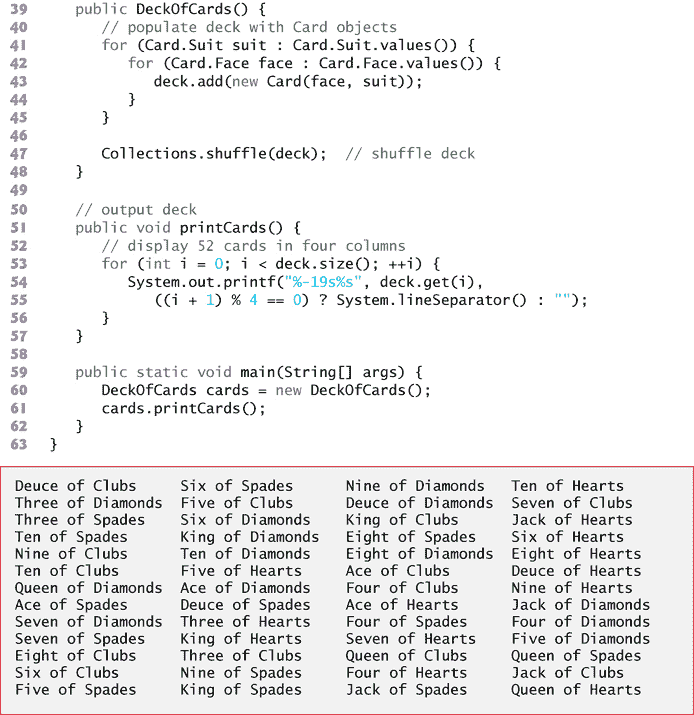 39 public DeckOfCards() {
40 // populate deck with Card objects
41 for (Card.Suit suit : Card.Suit.values()) {
42 for (Card.Face face : Card.Face.values()) {
43 deck.add(new Card(face, suit));
44 }
45 }
46
47 Collections.shuffle(deck); // shuffle deck
48 }
49
50 // output deck
51 public void printCards() {
52 // display 52 cards in four columns
53 for (int i = 0; i < deck.size(); ++i) {
54 System.out.printf("%-19s%s", deck.get(i),
55 ((i + 1) % 4 == 0) ? System.lineSeparator() : "");
56 }
57 }
58
59 public static void main(String[] args) {
60 DeckOfCards cards = new DeckOfCards();
61 cards.printCards();
62 }
63 }
Deuce of Clubs Six of Spades Nine of Diamonds Ten of Hearts
Three of Diamonds Five of Clubs Deuce of Diamonds Seven of Clubs
Three of Spades Six of Diamonds King of Clubs Jack of Hearts
Ten of Spades King of Diamonds Eight of Spades Six of Hearts
Nine of Clubs Ten of Diamonds Eight of Diamonds Eight of Hearts
Ten of Clubs Five of Hearts Ace of Clubs Deuce of Hearts
Queen of Diamonds Ace of Diamonds Four of Clubs Nine of Hearts
Ace of Spades Deuce of Spades Ace of Hearts Jack of Diamonds
Seven of Diamonds Three of Hearts Four of Spades Four of Diamonds
Seven of Spades King of Hearts Seven of Hearts Five of Diamonds
Eight of Clubs Three of Clubs Queen of Clubs Queen of Spades
Six of Clubs Nine of Spades Four of Hearts Jack of Clubs
Five of Spades King of Spades Jack of Spades Queen of Hearts